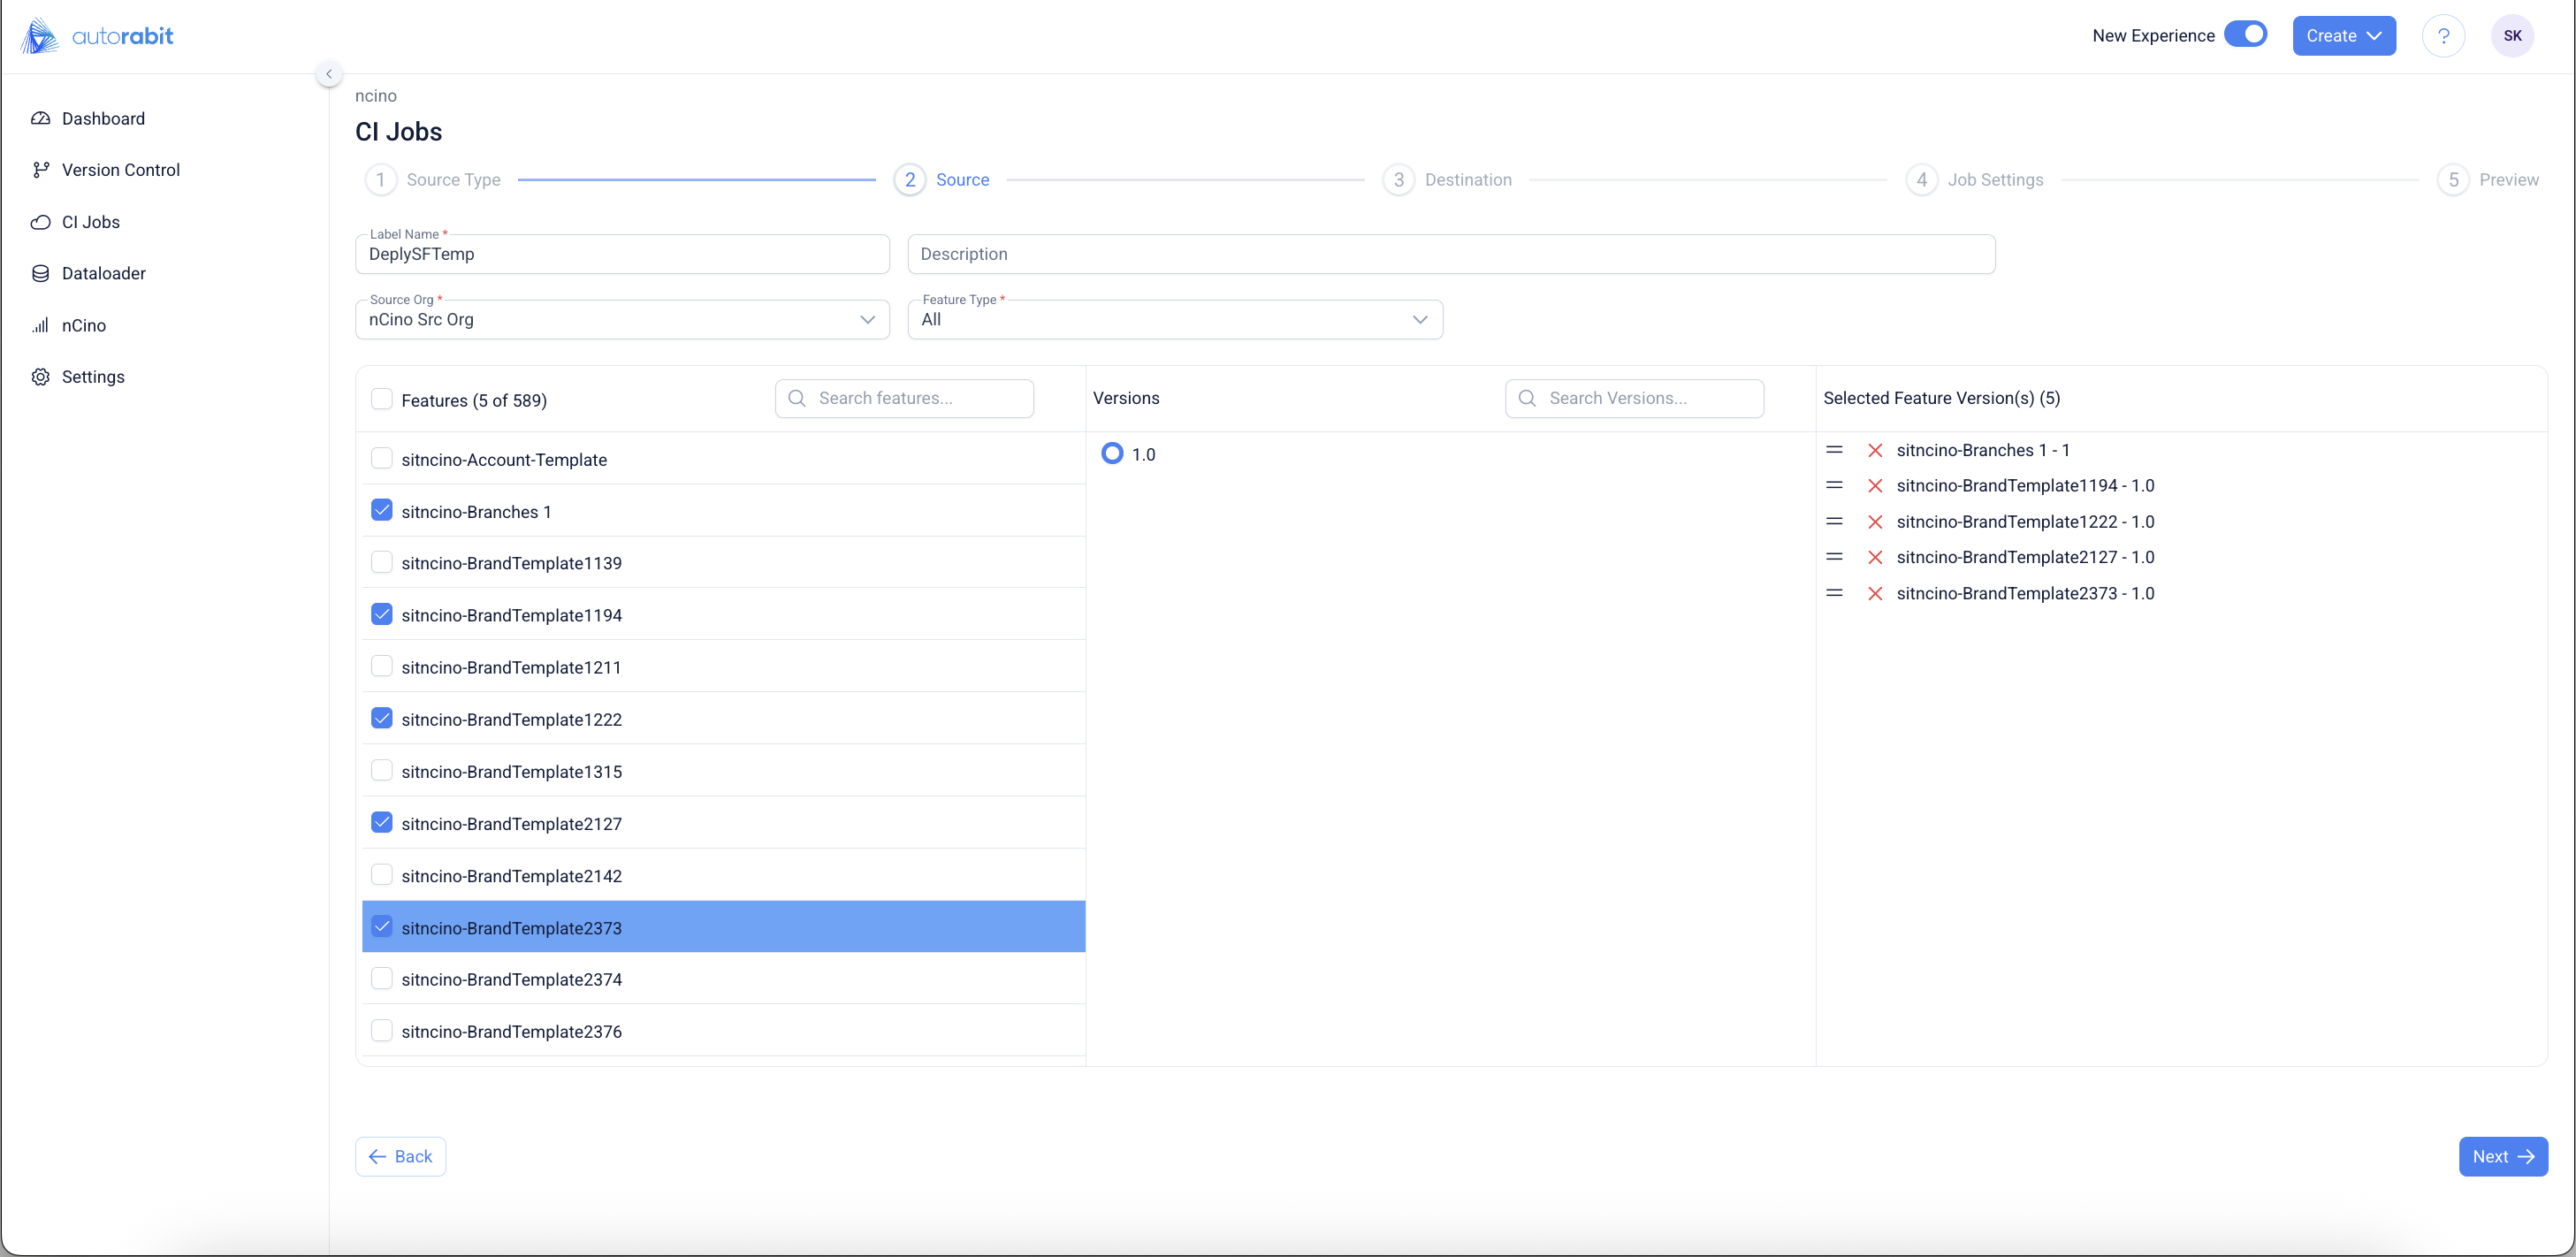 autorabit
New Experience
Create
?
SK
Dashboard
Version Control
CI Jobs
Dataloader
nCino
Settings
ncino
CI Jobs
1 Source Type
2 Source
3 Destination
4 Job Settings
5 Preview
Label Name *
DeplySFTemp
Description
Source Org *
nCino Src Org
Feature Type *
All
Features (5 of 589)
Search features...
sitncino-Account-Template
sitncino-Branches 1
sitncino-BrandTemplate1139
sitncino-BrandTemplate1194
sitncino-BrandTemplate1211
sitncino-BrandTemplate1222
sitncino-BrandTemplate1315
sitncino-BrandTemplate2127
sitncino-BrandTemplate2142
sitncino-BrandTemplate2373
sitncino-BrandTemplate2374
sitncino-BrandTemplate2376
Versions
Search Versions...
1.0
Selected Feature Version(s) (5)
sitncino-Branches 1 - 1
sitncino-BrandTemplate1194 - 1.0
sitncino-BrandTemplate1222 - 1.0
sitncino-BrandTemplate2127 - 1.0
sitncino-BrandTemplate2373 - 1.0
Back
Next